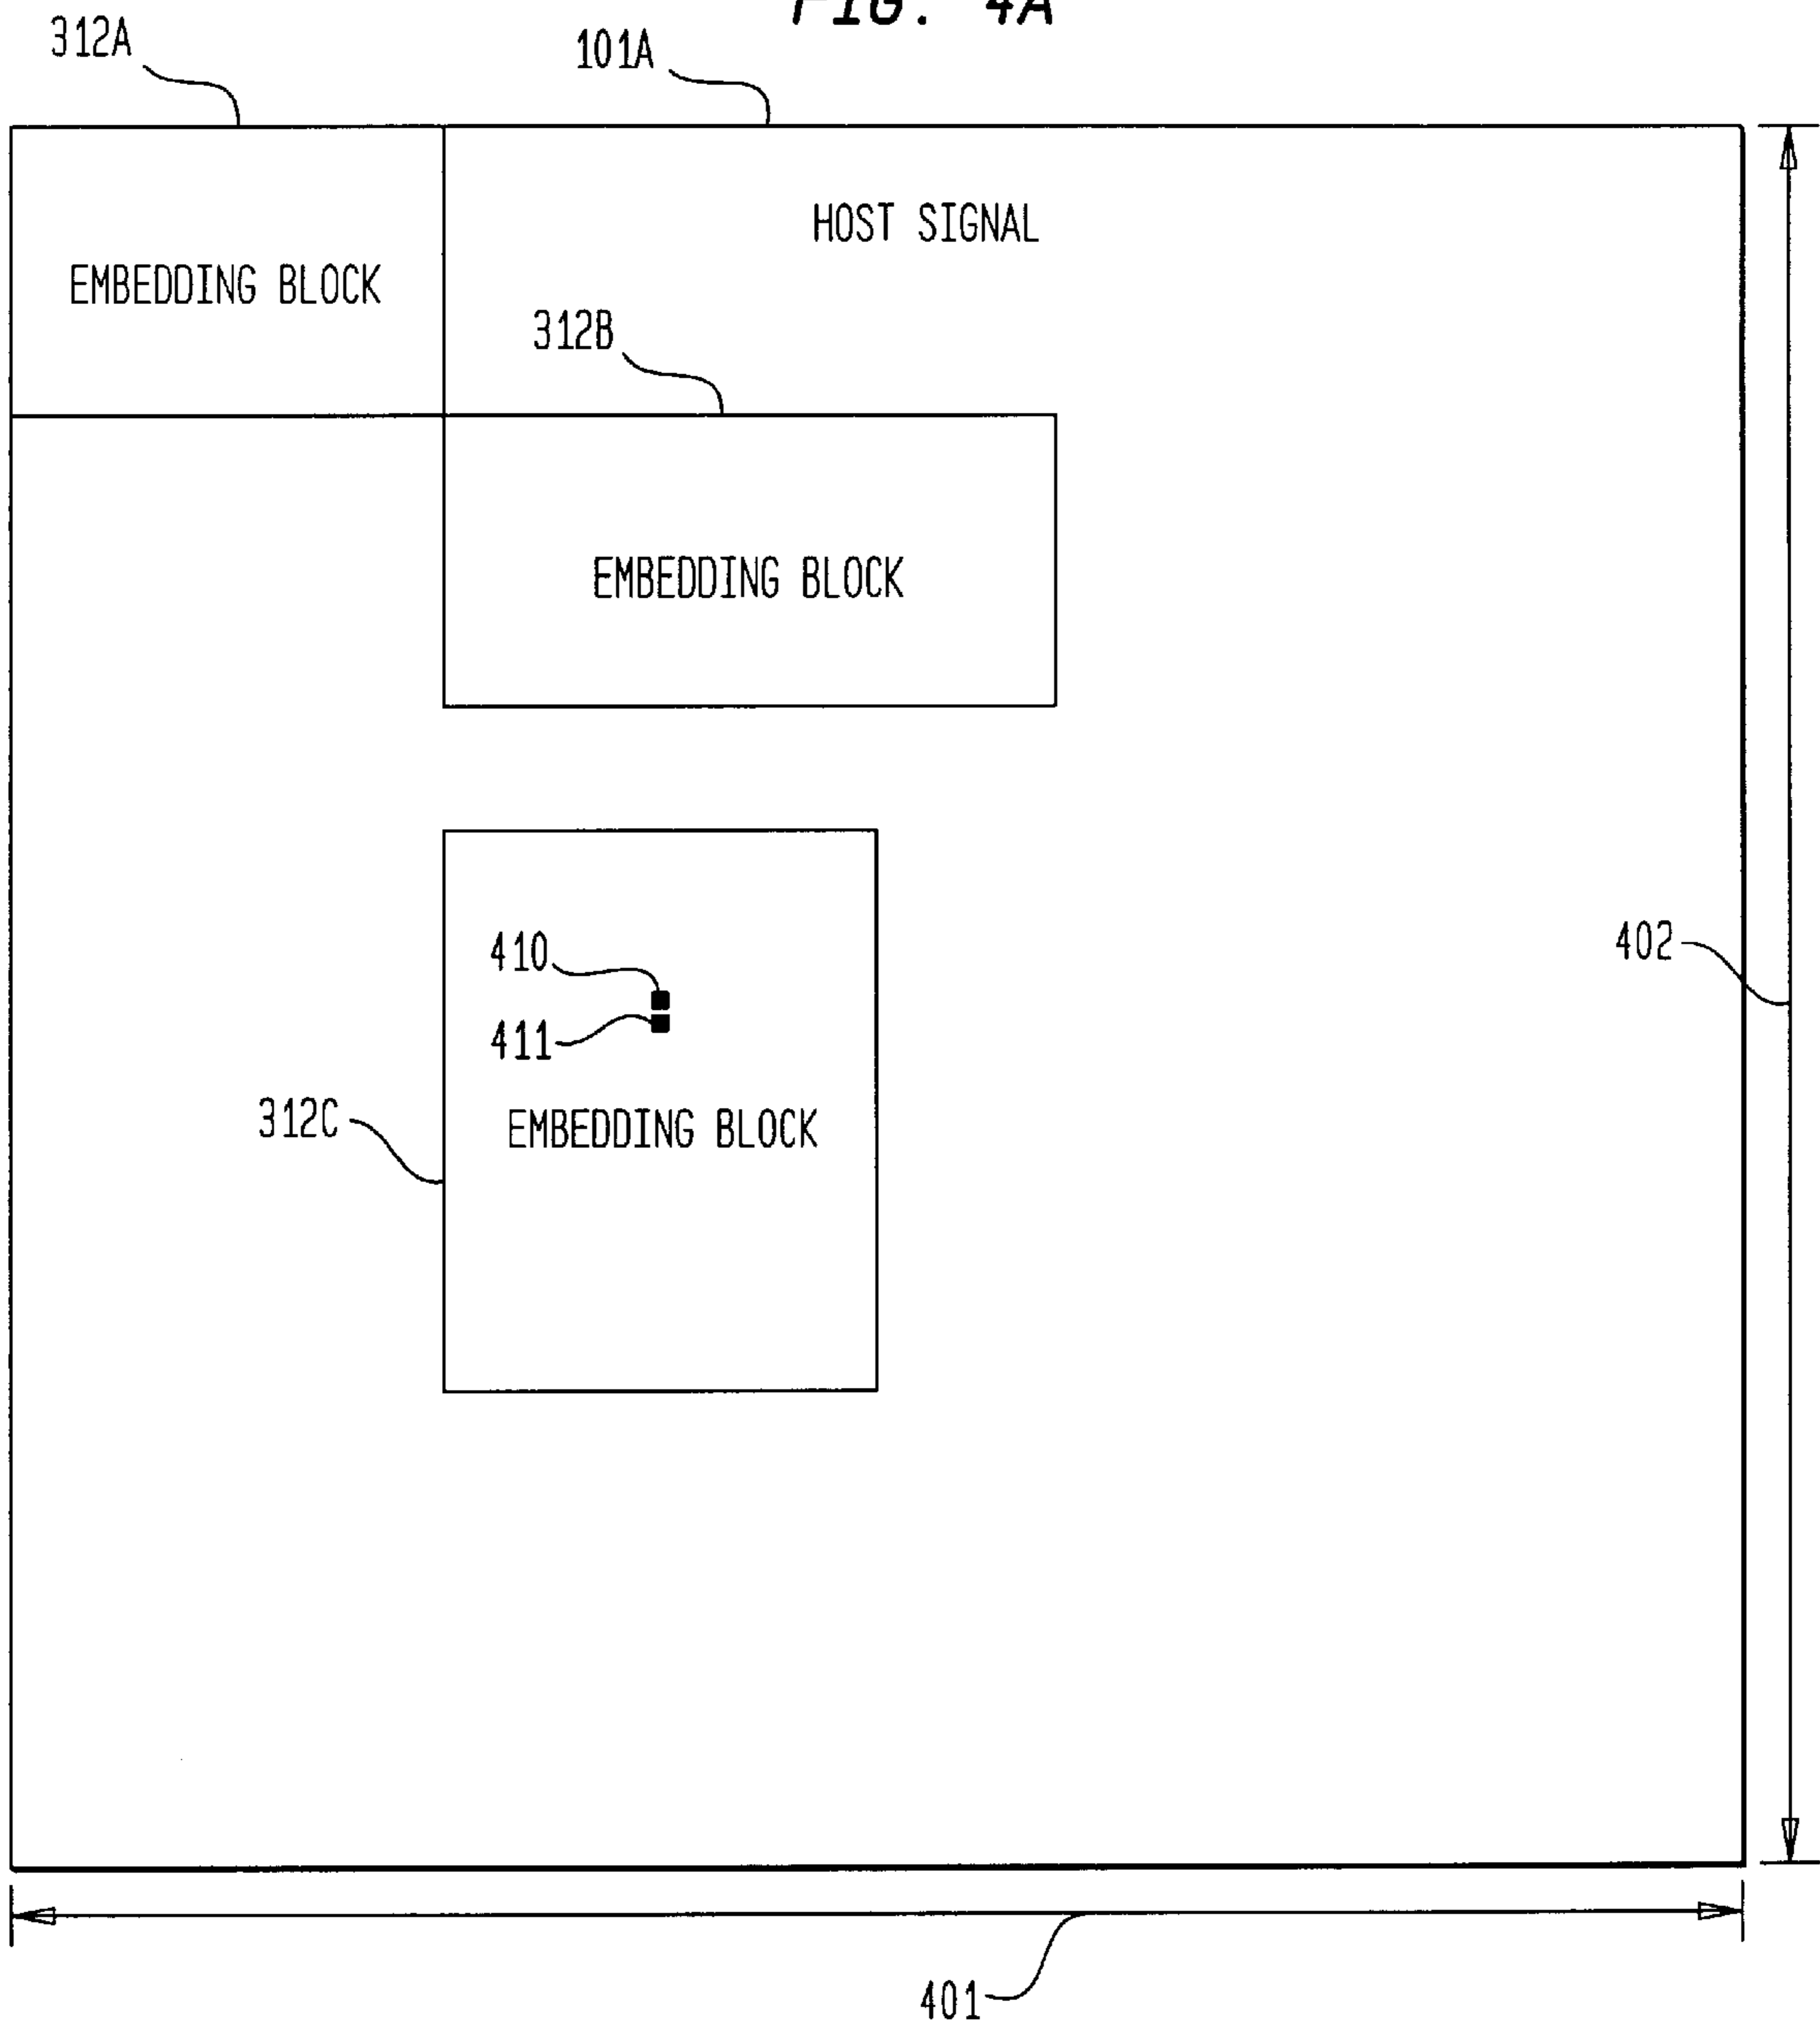 FIG. 4A
312A
101A
HOST SIGNAL
EMBEDDING BLOCK
312B
EMBEDDING BLOCK
410
402
411
312C
EMBEDDING BLOCK
401